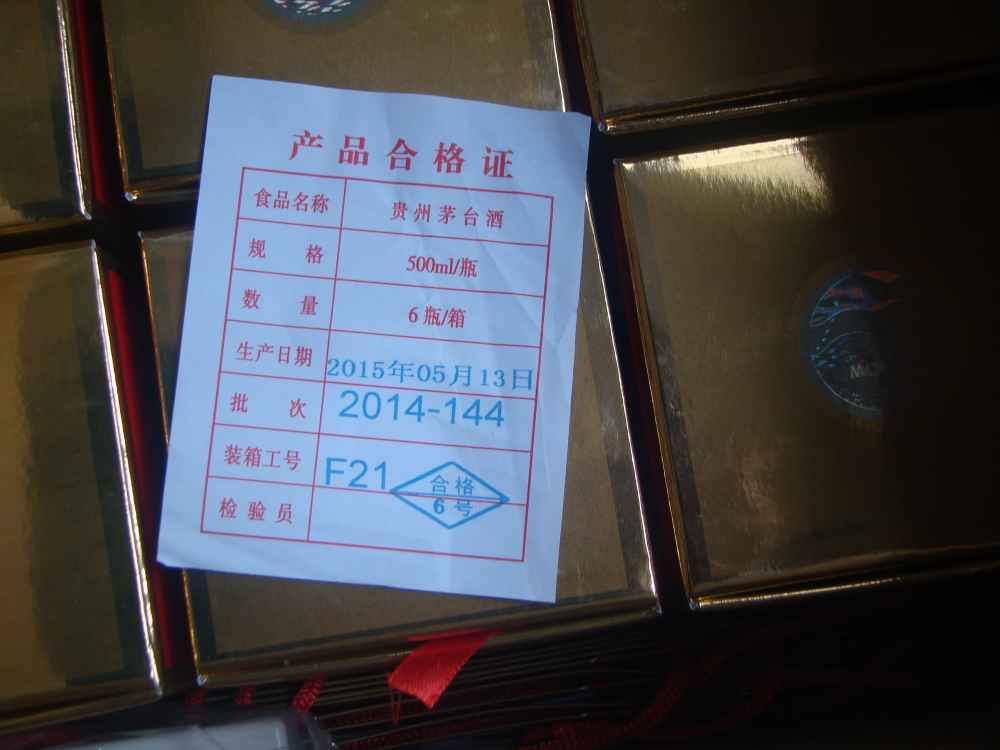 产品合格证
食品名称 贵州茅台酒
规格 500ml/瓶
数量 6瓶/箱
生产日期 2015年05月13日
批次 2014-144
装箱工号 F21
检验员 合格
6号